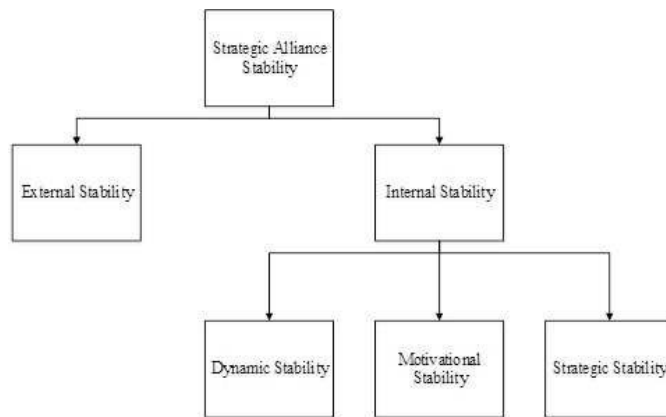 Strategic Alliance
Stability
External Stability
Internal Stability
Dynamic Stability
Motivational
Stability
Strategic Stability